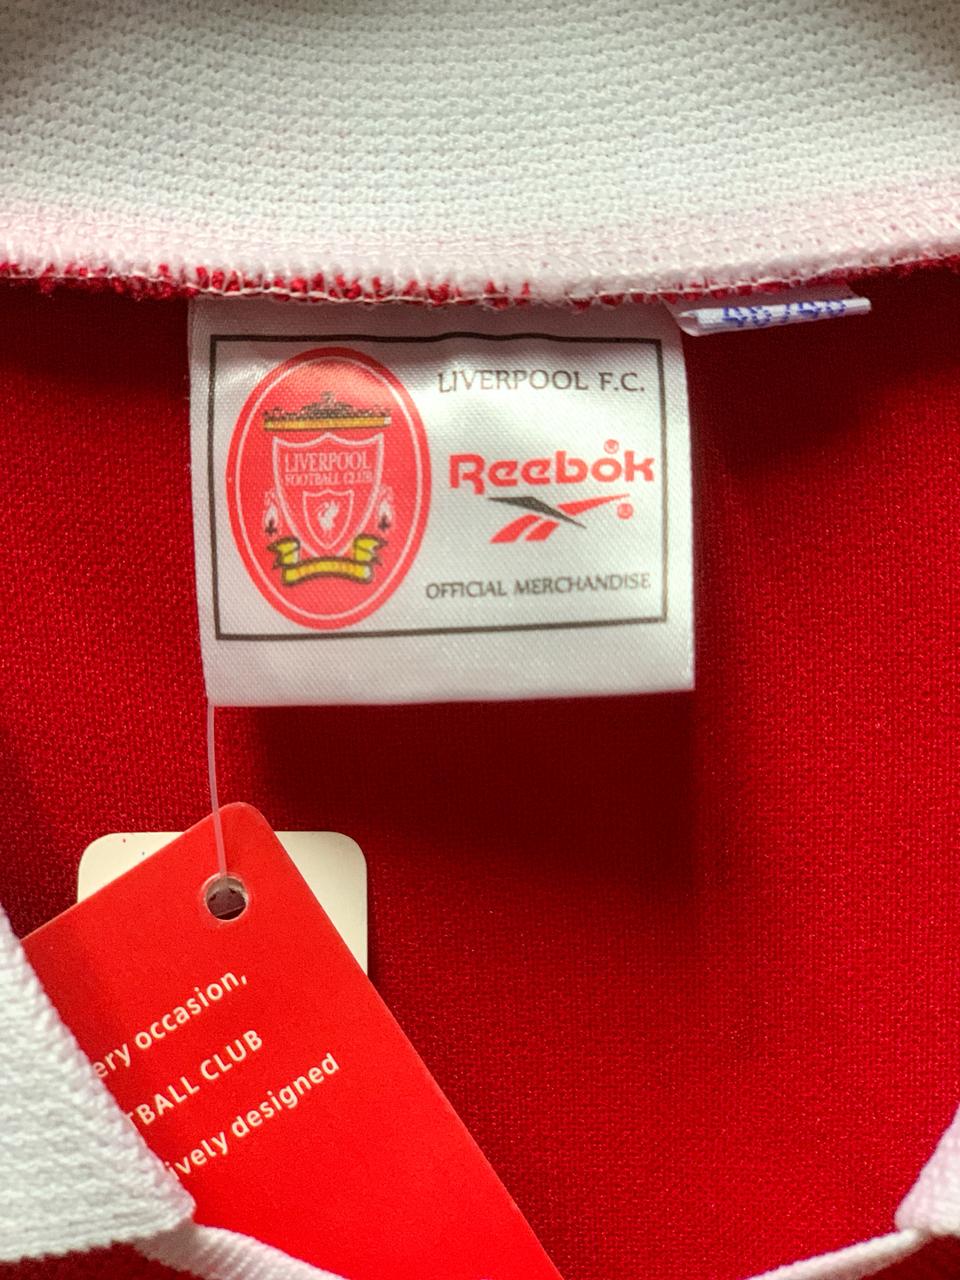 LIVERPOOL F.C.
LIVERPOOL
FOOTBALL CLUB
Reebok
OFFICIAL MERCHANDISE
ery occasion,
TBALL CLUB
ively designed